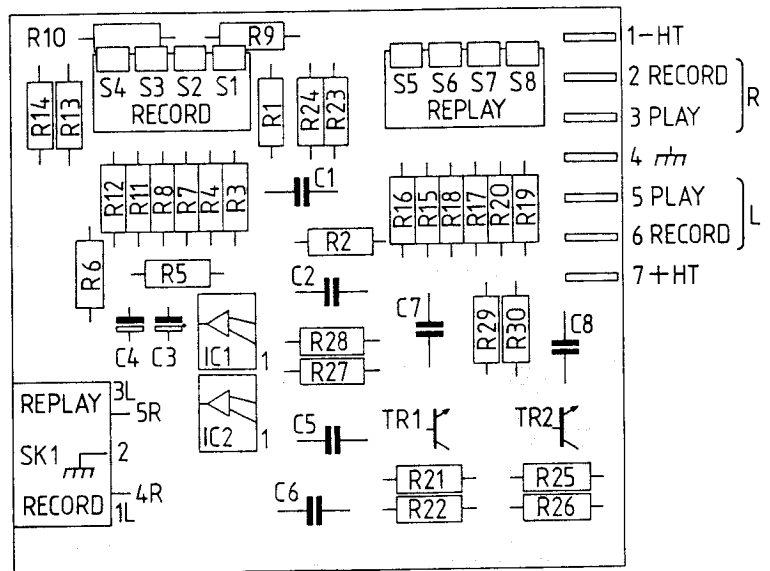 R10
R9
1-HT
S4 S3 S2 S1
RECORD
S5 S6 S7 S8
REPLAY
2 RECORD
3 PLAY
R
R14
R13
R1
R24
R23
4
R12
R11
R8
R7
R4
R3
C1
R16
R15
R18
R17
R20
R19
5 PLAY
6 RECORD
L
R2
R6
R5
7+HT
C2
C4
C3
IC1
1
R28
R27
C7
R29
R30
C8
REPLAY
3L
5R
SK1
2
RECORD
4R
1L
IC2
1
C5
TR1
TR2
C6
R21
R22
R25
R26